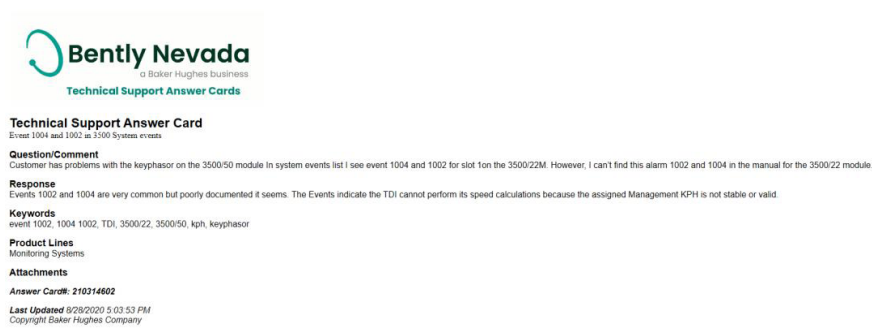 Bently Nevada
a Baker Hughes business
Technical Support Answer Cards
Technical Support Answer Card
Event 1004 and 1002 in 3500 System events
Question/Comment
Customer has problems with the keyphasor on the 3500/50 module In system events list I see event 1004 and 1002 for slot 1on the 3500/22M. However, I can't find this alarm 1002 and 1004 in the manual for the 3500/22 module
Response
Events 1002 and 1004 are very common but poorly documented it seems. The Events indicate the TDI cannot perform its speed calculations because the assigned Management KPH is not stable or valid.
Keywords
event 1002, 1004 1002, TDI, 3500/22, 3500/50, kph, keyphasor
Product Lines
Monitoring Systems
Attachments
Answer Card#: 210314602
Last Updated 8/28/2020 5:03:53 PM
Copyright Baker Hughes Company